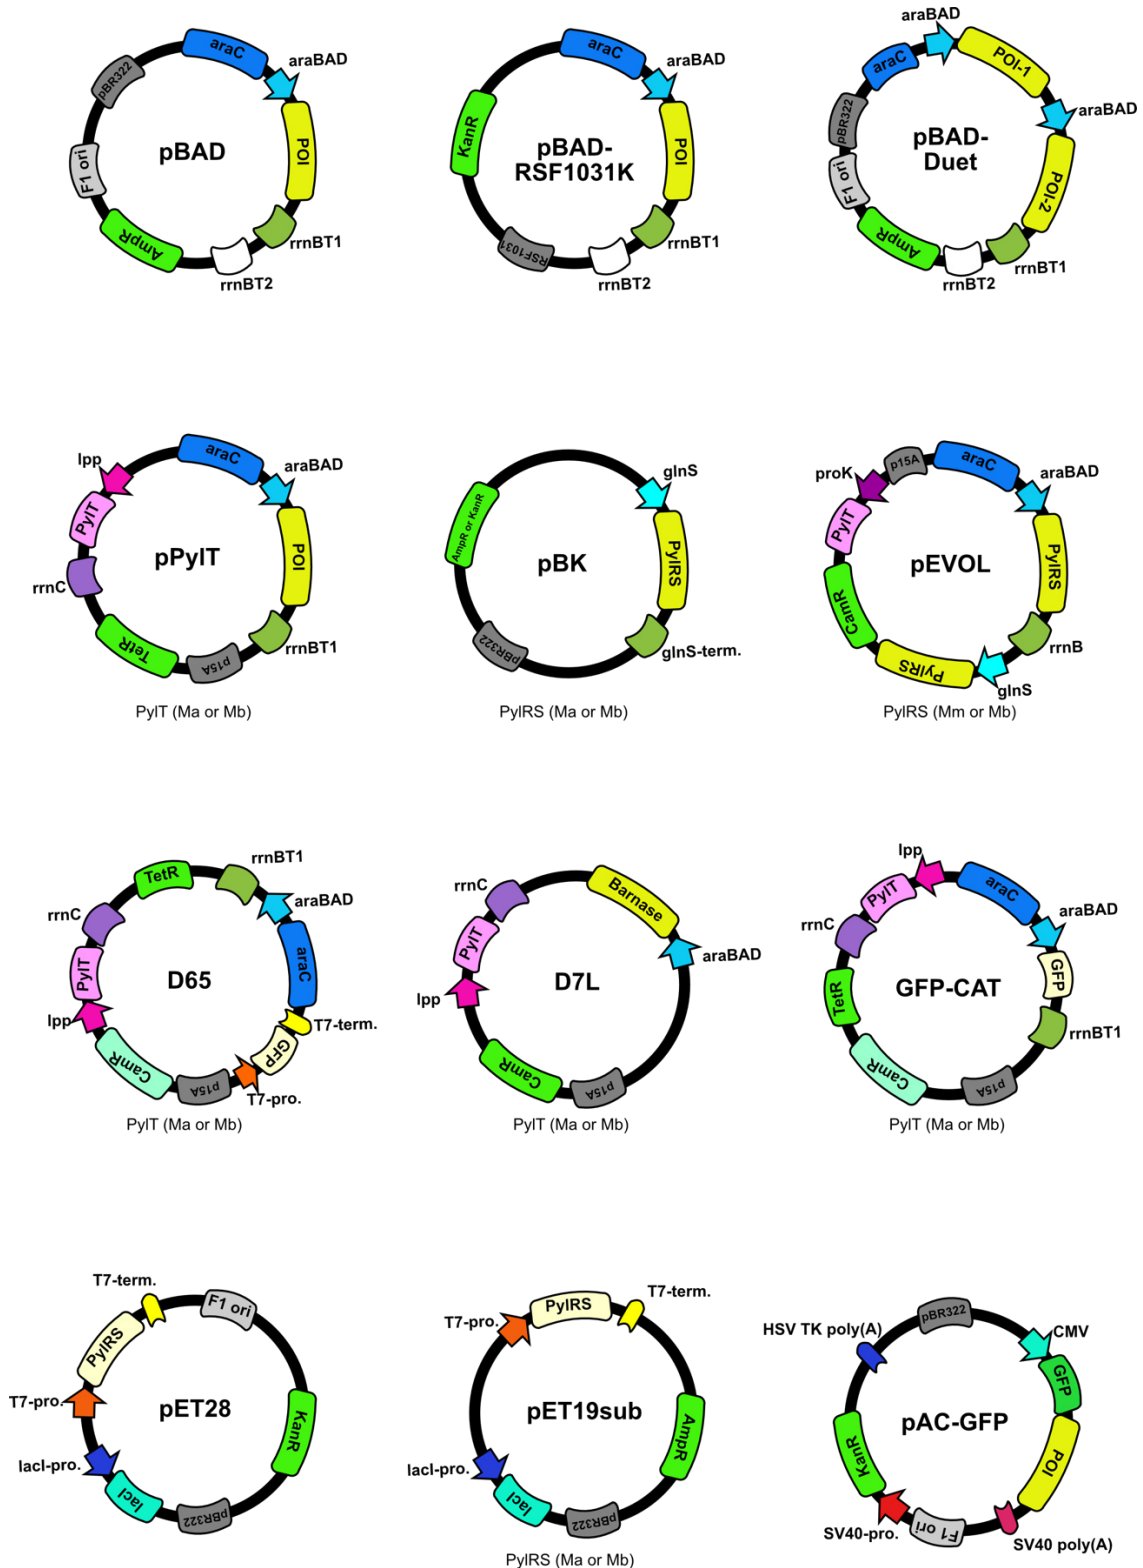 araC
araBAD
pBR322
pBAD
POI
F1 ori
AmpR
rrnBT1
rrnBT2
araC
araBAD
KanR
pBAD-
RSF1031K
POI
RSF1031
rrnBT1
rrnBT2
araBAD
POI-1
araC
araBAD
pBR322
pBAD-
Duet
F1 ori
POI-2
AmpR
rrnBT1
rrnBT2
lpp
araC
araBAD
PylT
pPylT
POI
rrnC
TetR
p15A
rrnBT1
PylT (Ma or Mb)
glnS
AmpR or KanR
pBK
PylRS
pBR322
glnS-term.
PylRS (Ma or Mb)
p15A
araC
proK
araBAD
PylT
pEVOL
PylRS
CamR
rrnB
PylRS
glnS
PylRS (Mm or Mb)
TetR
rrnBT1
rrnC
araBAD
PylT
D65
araC
lpp
T7-term.
GFP
CamR
p15A
T7-pro.
PylT (Ma or Mb)
rrnC
Barnase
PylT
D7L
araBAD
lpp
CamR
p15A
PylT (Ma or Mb)
lpp
PylT
araC
araBAD
rrnC
GFP
GFP-CAT
TetR
rrnBT1
CamR
p15A
PylT (Ma or Mb)
T7-term.
F1 ori
PylRS
T7-pro.
pET28
KanR
lacI-pro.
lacI
pBR322
T7-term.
PylRS
T7-pro.
pET19sub
AmpR
lacI-pro.
lacI
pBR322
PylRS (Ma or Mb)
pBR322
HSV TK poly(A)
CMV
GFP
pAC-GFP
KanR
POI
SV40-pro.
F1 ori
SV40 poly(A)